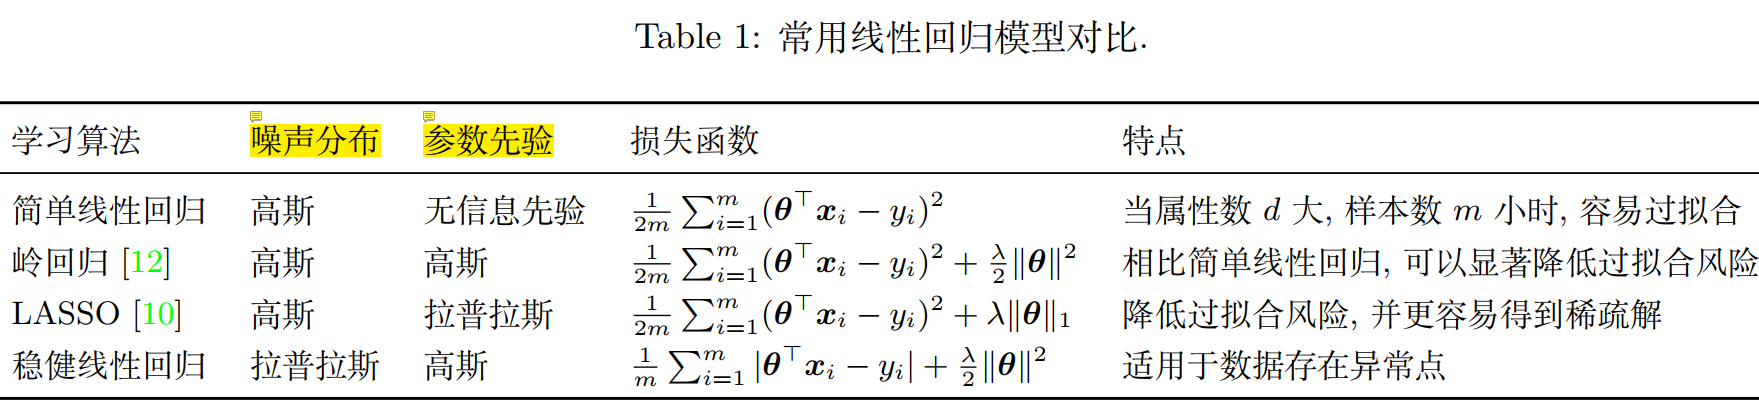 Table 1: 常用线性回归模型对比.
学习算法 噪声分布 参数先验 损失函数 特点
简单线性回归 高斯 无信息先验 $\frac{1}{2m}\sum_{i=1}^{m}(\boldsymbol{\theta}^\top \boldsymbol{x}_i - y_i)^2$ 当属性数 d 大, 样本数 m 小时, 容易过拟合
岭回归 [12] 高斯 高斯 $\frac{1}{2m}\sum_{i=1}^{m}(\boldsymbol{\theta}^\top \boldsymbol{x}_i - y_i)^2 + \frac{\lambda}{2}\|\boldsymbol{\theta}\|^2$ 相比简单线性回归, 可以显著降低过拟合风险
LASSO [10] 高斯 拉普拉斯 $\frac{1}{2m}\sum_{i=1}^{m}(\boldsymbol{\theta}^\top \boldsymbol{x}_i - y_i)^2 + \lambda\|\boldsymbol{\theta}\|_1$ 降低过拟合风险, 并更容易得到稀疏解
稳健线性回归 拉普拉斯 高斯 $\frac{1}{m}\sum_{i=1}^{m}|\boldsymbol{\theta}^\top \boldsymbol{x}_i - y_i| + \frac{\lambda}{2}\|\boldsymbol{\theta}\|^2$ 适用于数据存在异常点